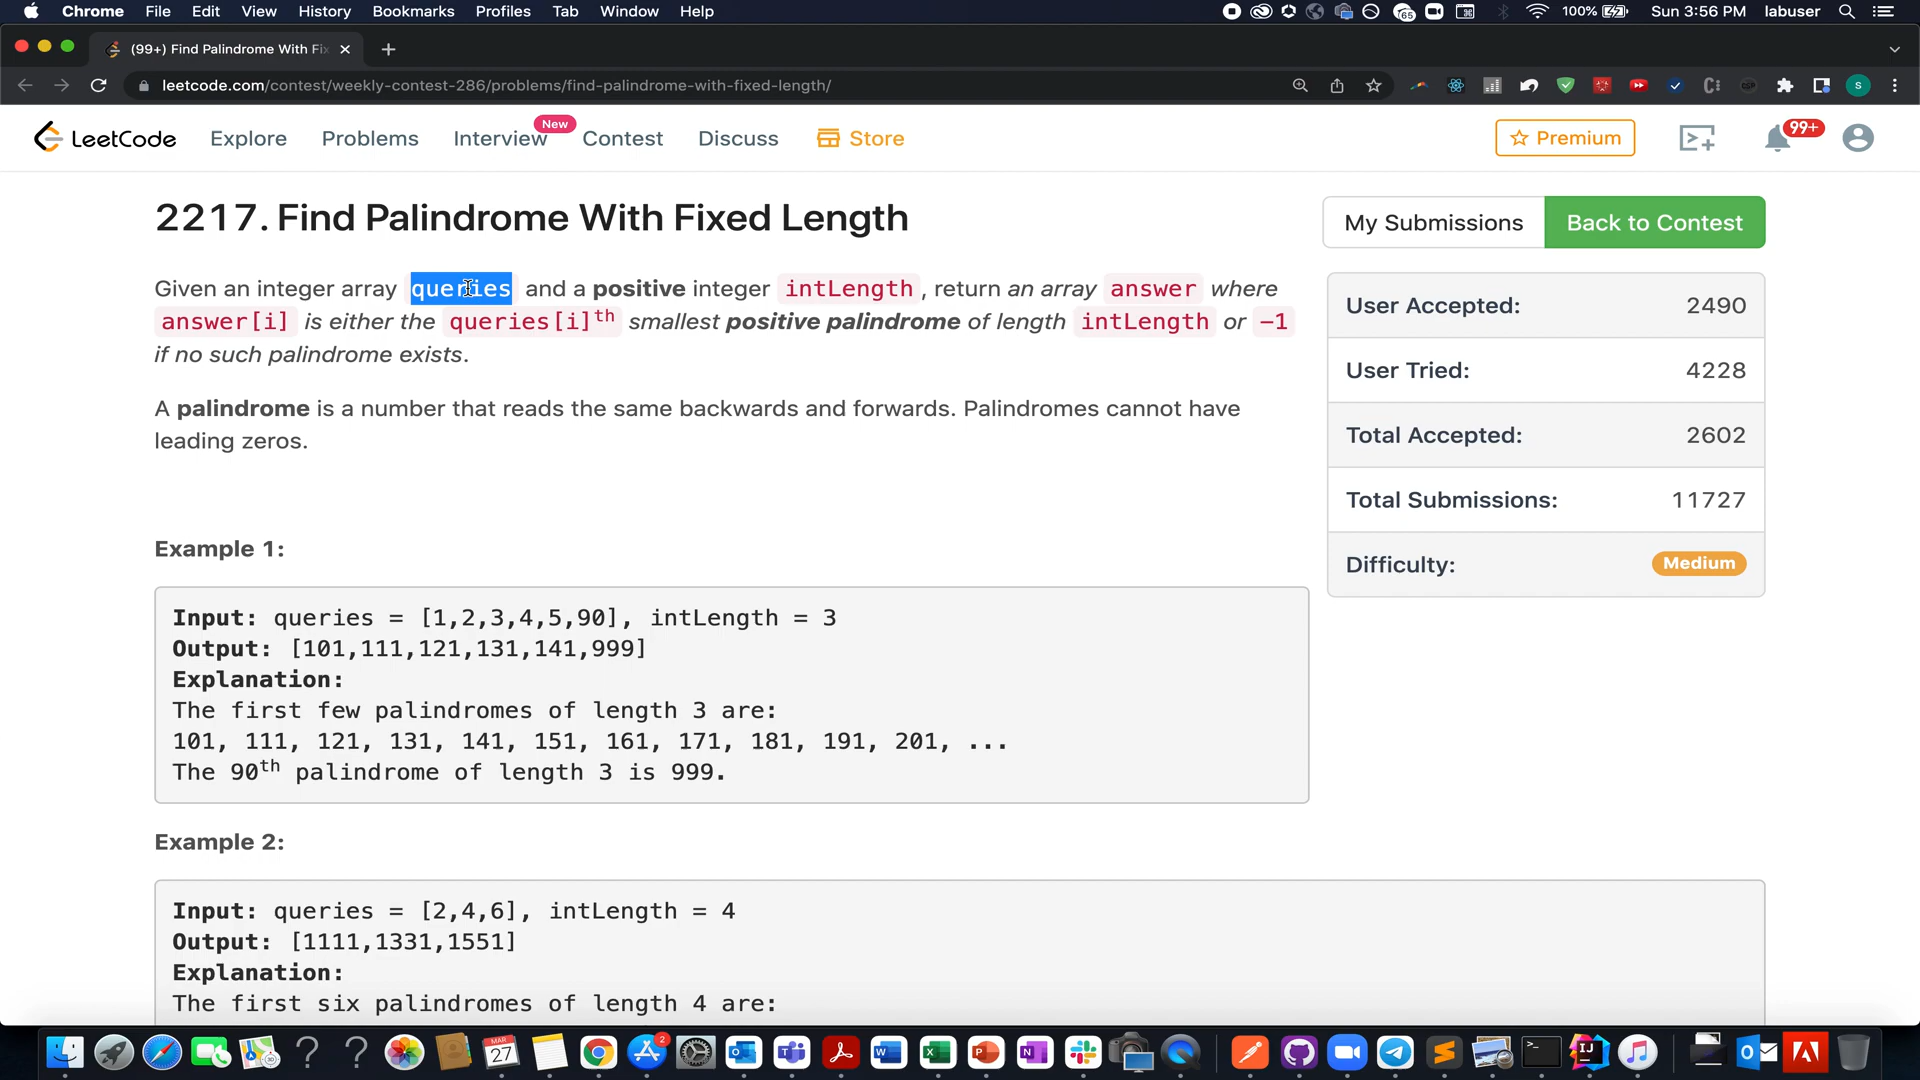 Chrome File Edit View History Bookmarks Profiles Tab Window Help
65 100% Sun 3:56 PM labuser
(99+) Find Palindrome With Fix
leetcode.com/contest/weekly-contest-286/problems/find-palindrome-with-fixed-length/
S
LeetCode Explore Problems Interview New Contest Discuss Store Premium 99+
2217. Find Palindrome With Fixed Length
My Submissions Back to Contest
Given an integer array queries and a positive integer intLength, return an array answer where
answer[i] is either the queries[i]th smallest positive palindrome of length intLength or -1
if no such palindrome exists.
A palindrome is a number that reads the same backwards and forwards. Palindromes cannot have
leading zeros.
User Accepted: 2490
User Tried: 4228
Total Accepted: 2602
Total Submissions: 11727
Difficulty: Medium
Example 1:
Input: queries = [1,2,3,4,5,90], intLength = 3
Output: [101,111,121,131,141,999]
Explanation:
The first few palindromes of length 3 are:
101, 111, 121, 131, 141, 151, 161, 171, 181, 191, 201, ...
The 90th palindrome of length 3 is 999.
Example 2:
Input: queries = [2,4,6], intLength = 4
Output: [1111,1331,1551]
Explanation:
The first six palindromes of length 4 are:
MAR
27
2